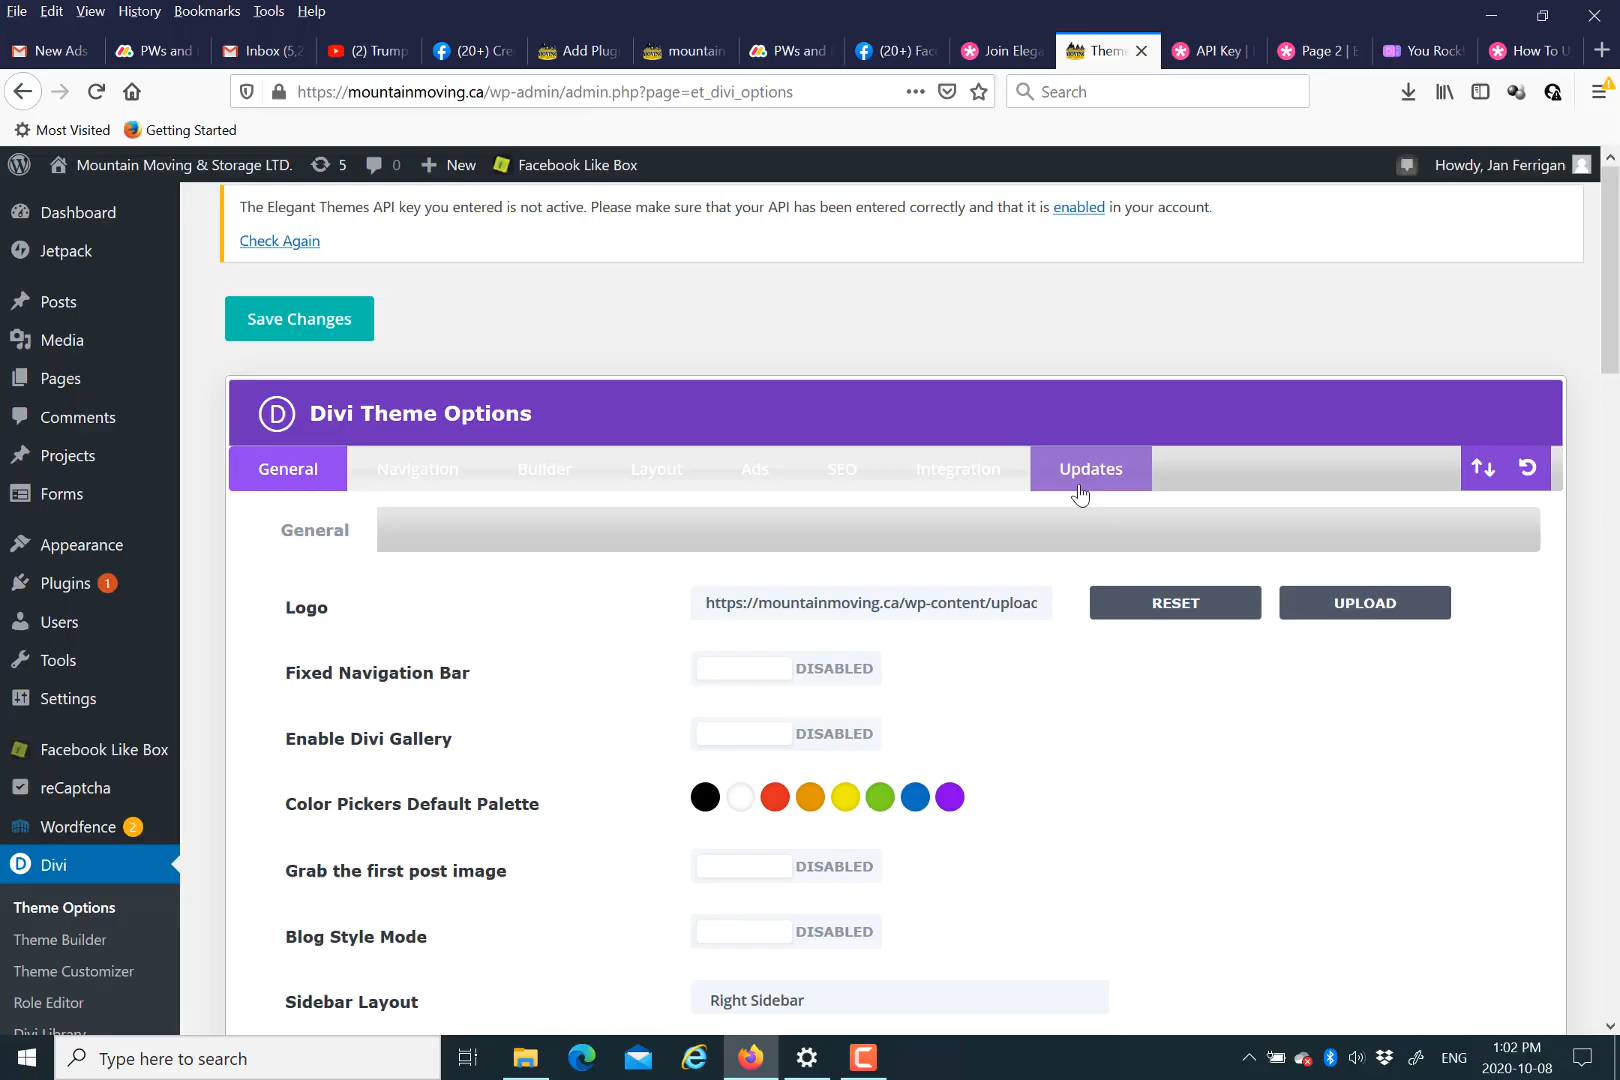 File Edit View History Bookmarks Tools Help
New Ads PWs and Inbox (5,2 (2) Trump (20+) Cre Add Plug mountain PWs and (20+) Fac Join Elega Them API Key | Page 2 | E You Rock! How To U
https://mountainmoving.ca/wp-admin/admin.php?page=et_divi_options Search
Most Visited Getting Started
Mountain Moving & Storage LTD. 5 0 New Facebook Like Box Howdy, Jan Ferrigan
Dashboard
Jetpack
Posts
Media
Pages
Comments
Projects
Forms
Appearance
Plugins 1
Users
Tools
Settings
Facebook Like Box
reCaptcha
Wordfence 2
Divi
Theme Options
Theme Builder
Theme Customizer
Role Editor
Divi Library
The Elegant Themes API key you entered is not active. Please make sure that your API has been entered correctly and that it is enabled in your account.
Check Again
Save Changes
D Divi Theme Options
General Navigation Builder Layout Ads SEO Integration Updates
General
Logo https://mountainmoving.ca/wp-content/uploac RESET UPLOAD
Fixed Navigation Bar DISABLED
Enable Divi Gallery DISABLED
Color Pickers Default Palette
Grab the first post image DISABLED
Blog Style Mode DISABLED
Sidebar Layout Right Sidebar
Type here to search ENG 1:02 PM
2020-10-08